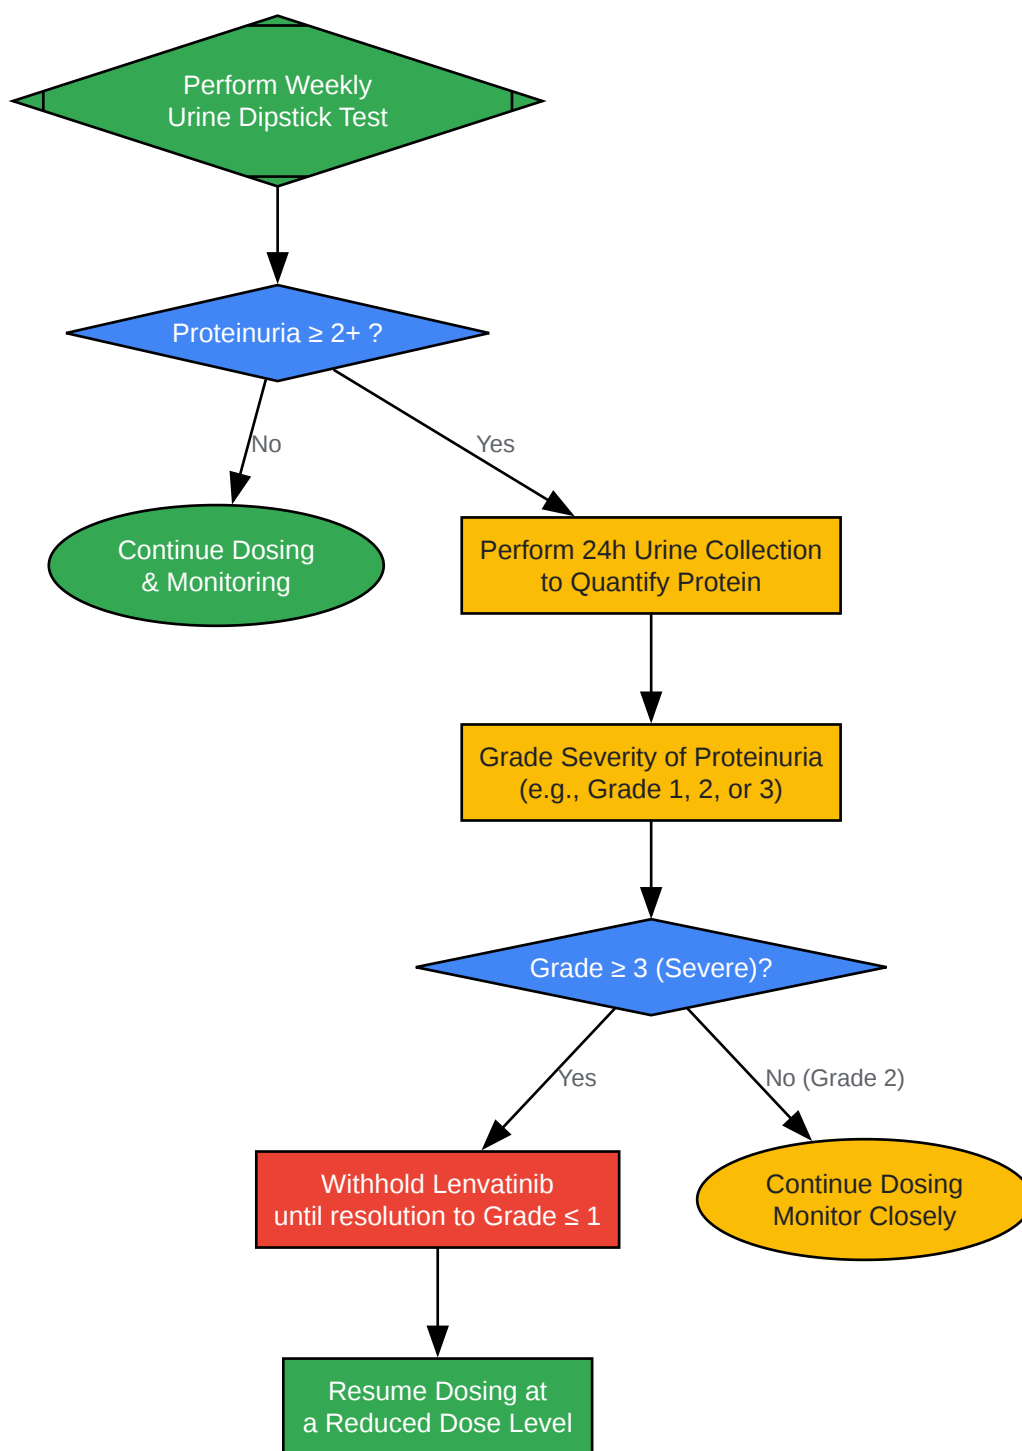 Perform Weekly
Urine Dipstick Test
Proteinuria ≥ 2+ ?
No
Yes
Continue Dosing
& Monitoring
Perform 24h Urine Collection
to Quantify Protein
Grade Severity of Proteinuria
(e.g., Grade 1, 2, or 3)
Grade ≥ 3 (Severe)?
Yes
No (Grade 2)
Withhold Lenvatinib
until resolution to Grade ≤ 1
Continue Dosing
Monitor Closely
Resume Dosing at
a Reduced Dose Level